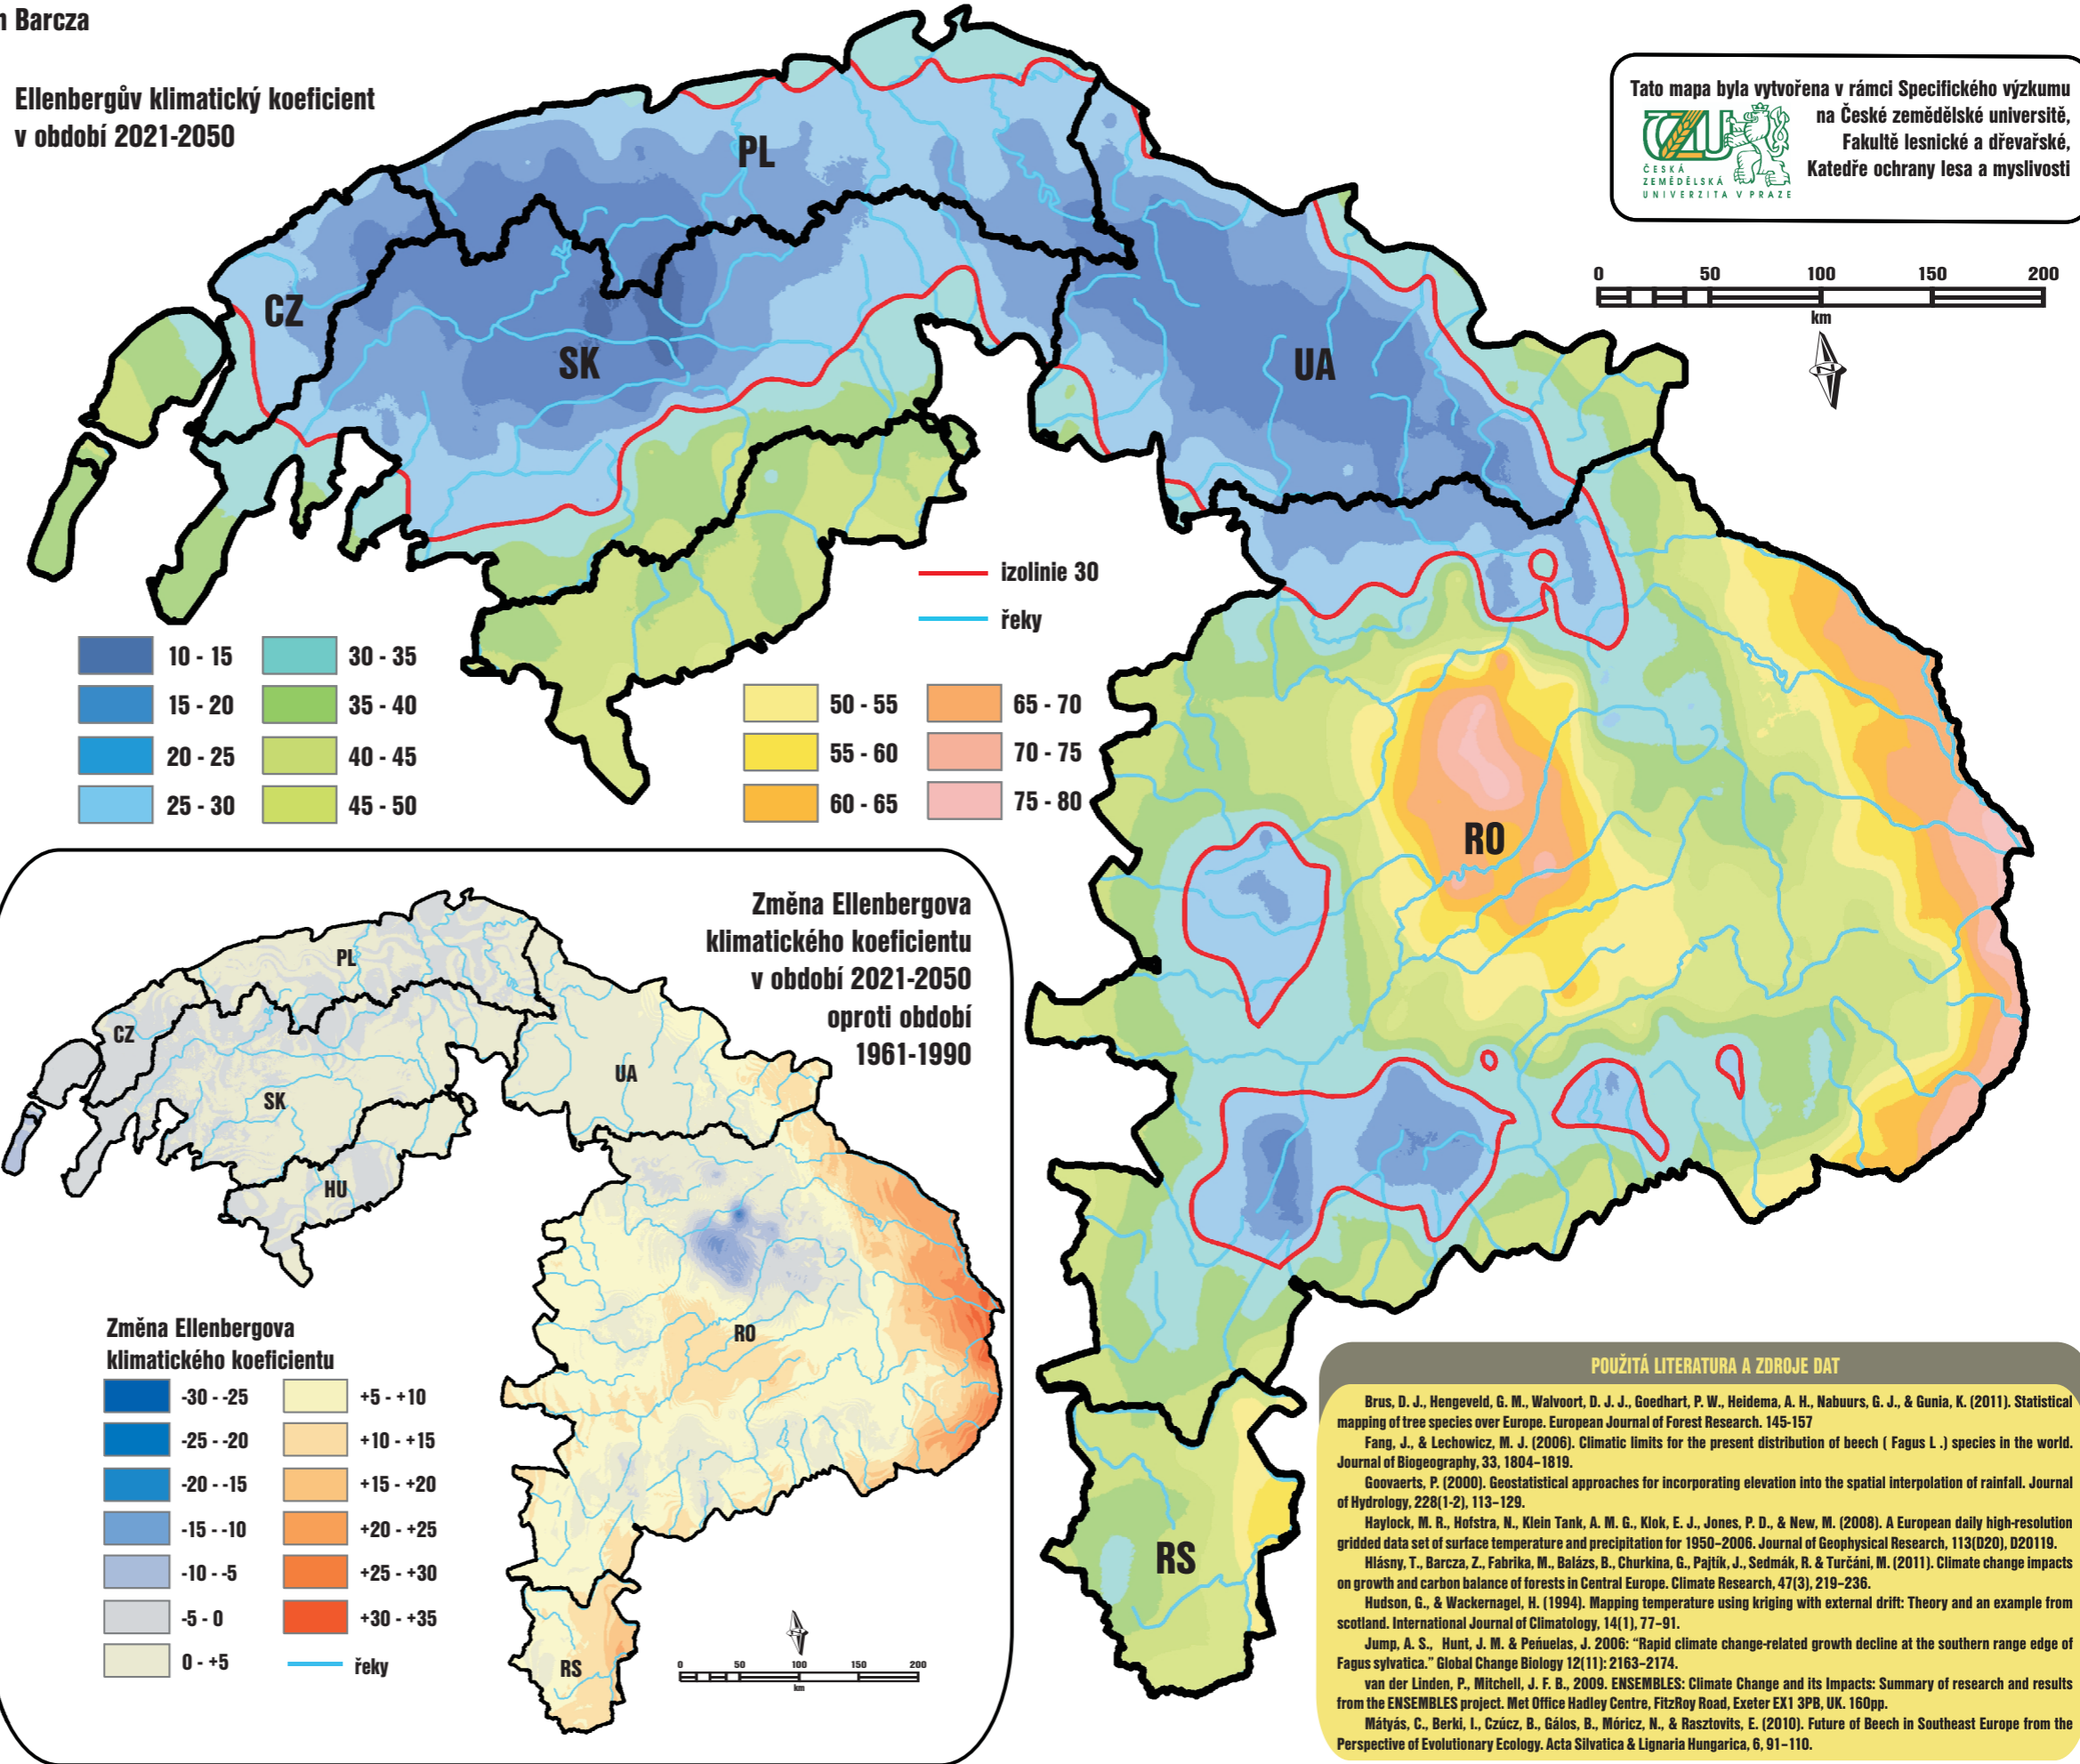 Barcza
Ellenbergův klimatický koeficient
v období 2021-2050
Tato mapa byla vytvořena v rámci Specifického výzkumu
na České zemědělské universitě,
Fakultě lesnické a dřevařské,
Katedře ochrany lesa a myslivosti
CZU
ČESKÁ
ZEMĚDĚLSKÁ
UNIVERZITA V PRAZE
0 50 100 150 200
km
N
PL
CZ
SK
UA
RO
RS
izolinie 30
řeky
10 - 15
15 - 20
20 - 25
25 - 30
30 - 35
35 - 40
40 - 45
45 - 50
50 - 55
55 - 60
60 - 65
65 - 70
70 - 75
75 - 80
Změna Ellenbergova
klimatického koeficientu
v období 2021-2050
oproti období
1961-1990
PL
CZ
SK
UA
HU
RO
RS
Změna Ellenbergova
klimatického koeficientu
-30 - -25
-25 - -20
-20 - -15
-15 - -10
-10 - -5
-5 - 0
0 - +5
+5 - +10
+10 - +15
+15 - +20
+20 - +25
+25 - +30
+30 - +35
řeky
N
0 50 100 150 200
km
POUŽITÁ LITERATURA A ZDROJE DAT
Brus, D. J., Hengeveld, G. M., Walvoort, D. J. J., Goedhart, P. W., Heidema, A. H., Nabuurs, G. J., & Gunia, K. (2011). Statistical
mapping of tree species over Europe. European Journal of Forest Research. 145-157
Fang, J., & Lechowicz, M. J. (2006). Climatic limits for the present distribution of beech ( Fagus L .) species in the world.
Journal of Biogeography, 33, 1804–1819.
Goovaerts, P. (2000). Geostatistical approaches for incorporating elevation into the spatial interpolation of rainfall. Journal
of Hydrology, 228(1-2), 113–129.
Haylock, M. R., Hofstra, N., Klein Tank, A. M. G., Klok, E. J., Jones, P. D., & New, M. (2008). A European daily high-resolution
gridded data set of surface temperature and precipitation for 1950–2006. Journal of Geophysical Research, 113(D20), D20119.
Hlásny, T., Barcza, Z., Fabrika, M., Balázs, B., Churkina, G., Pajtík, J., Sedmák, R. & Turčáni, M. (2011). Climate change impacts
on growth and carbon balance of forests in Central Europe. Climate Research, 47(3), 219–236.
Hudson, G., & Wackernagel, H. (1994). Mapping temperature using kriging with external drift: Theory and an example from
scotland. International Journal of Climatology, 14(1), 77–91.
Jump, A. S., Hunt, J. M. & Peńuelas, J. 2006: “Rapid climate change-related growth decline at the southern range edge of
Fagus sylvatica.” Global Change Biology 12(11): 2163–2174.
van der Linden, P., Mitchell, J. F. B., 2009. ENSEMBLES: Climate Change and its Impacts: Summary of research and results
from the ENSEMBLES project. Met Office Hadley Centre, FitzRoy Road, Exeter EX1 3PB, UK. 160pp.
Mátyás, C., Berki, I., Czúcz, B., Gálos, B., Móricz, N., & Rasztovits, E. (2010). Future of Beech in Southeast Europe from the
Perspective of Evolutionary Ecology. Acta Silvatica & Lignaria Hungarica, 6, 91–110.